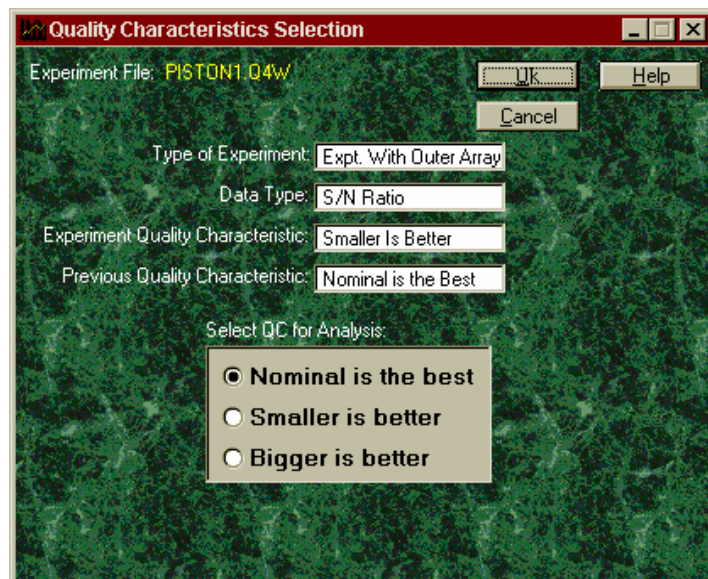 Quality Characteristics Selection
Experiment File: PISTON1.Q4W
Ok
Help
Cancel
Type of Experiment: Expt. With Outer Array
Data Type: S/N Ratio
Experiment Quality Characteristic: Smaller Is Better
Previous Quality Characteristic: Nominal is the Best
Select QC for Analysis:
Nominal is the best
Smaller is better
Bigger is better